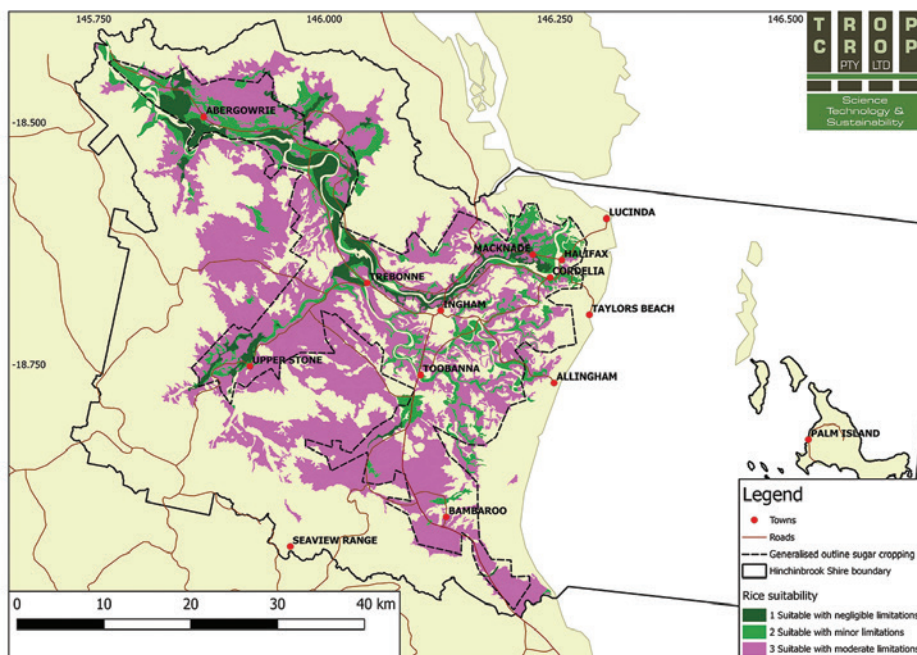 145.750
146.000
146.250
146.500
TROP
CROP
PTY LTD
Science
Technology &
Sustainability
-18.500
-18.750
ABERGOWRIE
LUCINDA
MACKNADE
HALIFAX
CORDELIA
TREBONNE
INGHAM
TAYLORS BEACH
UPPER STONE
TOOBANNA
ALLINGHAM
PALM ISLAND
BAMBAROO
SEAVIEW RANGE
0 10 20 30 40 km
Legend
Towns
Roads
Generalised outline sugar cropping
Hinchinbrook Shire boundary
Rice suitability
1 Suitable with negligible limitations
2 Suitable with minor limitations
3 Suitable with moderate limitations